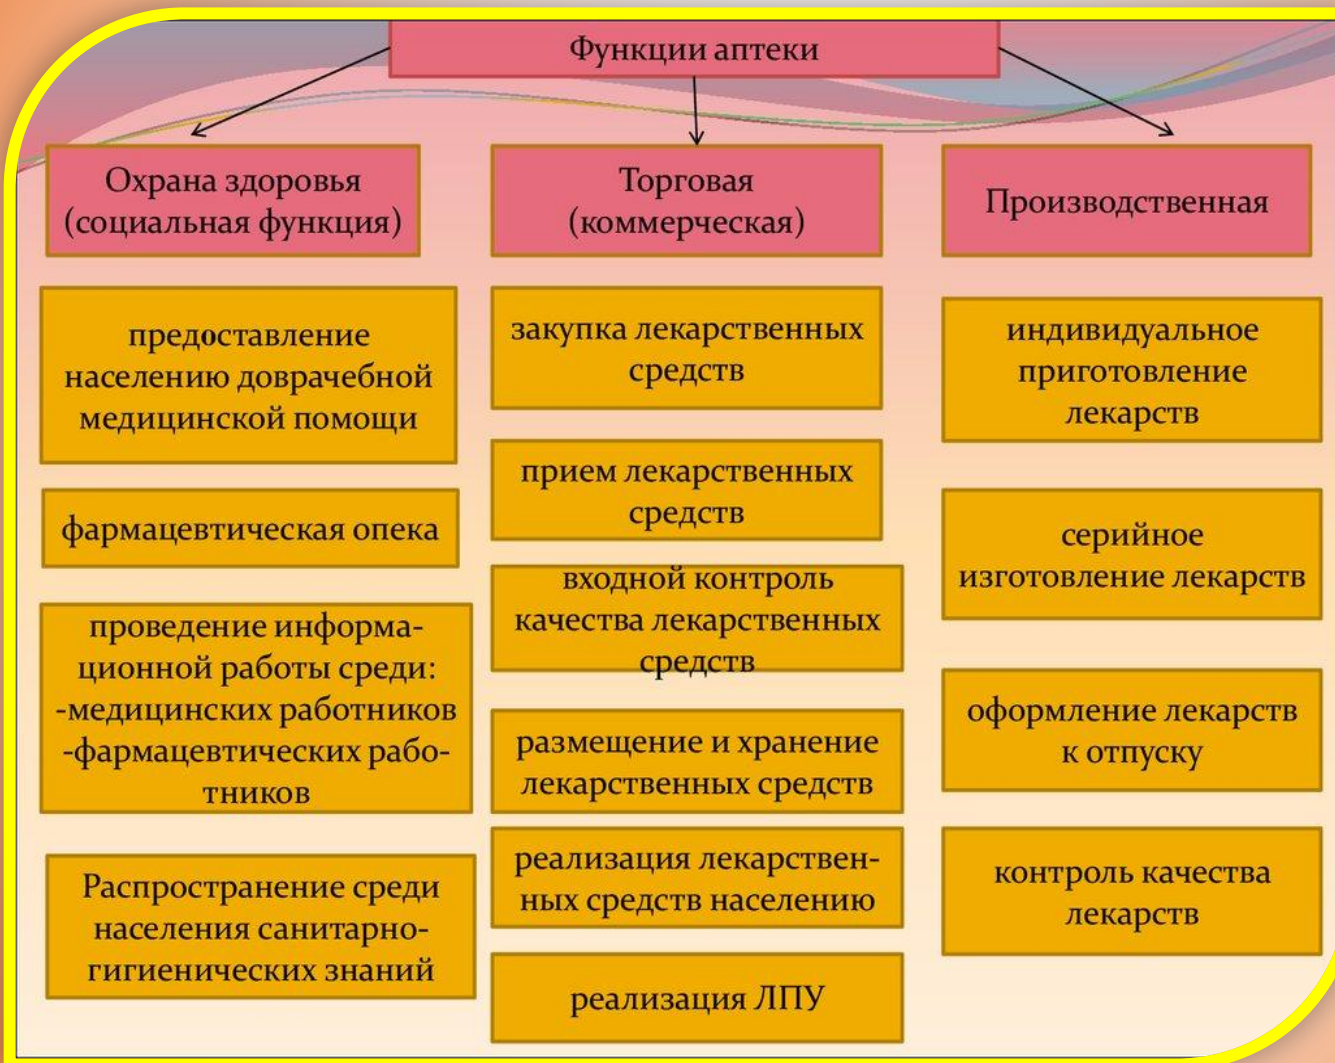 Функции аптеки
Охрана здоровья
(социальная функция)
предоставление
населению доврачебной
медицинской помощи
фармацевтическая опека
проведение информа-
ционной работы среди:
-медицинских работников
-фармацевтических рабо-
тников
Распространение среди
населения санитарно-
гигиенических знаний
Торговая
(коммерческая)
закупка лекарственных
средств
прием лекарственных
средств
входной контроль
качества лекарственных
средств
размещение и хранение
лекарственных средств
реализация лекарствен-
ных средств населению
реализация ЛПУ
Производственная
индивидуальное
приготовление
лекарств
серийное
изготовление лекарств
оформление лекарств
к отпуску
контроль качества
лекарств